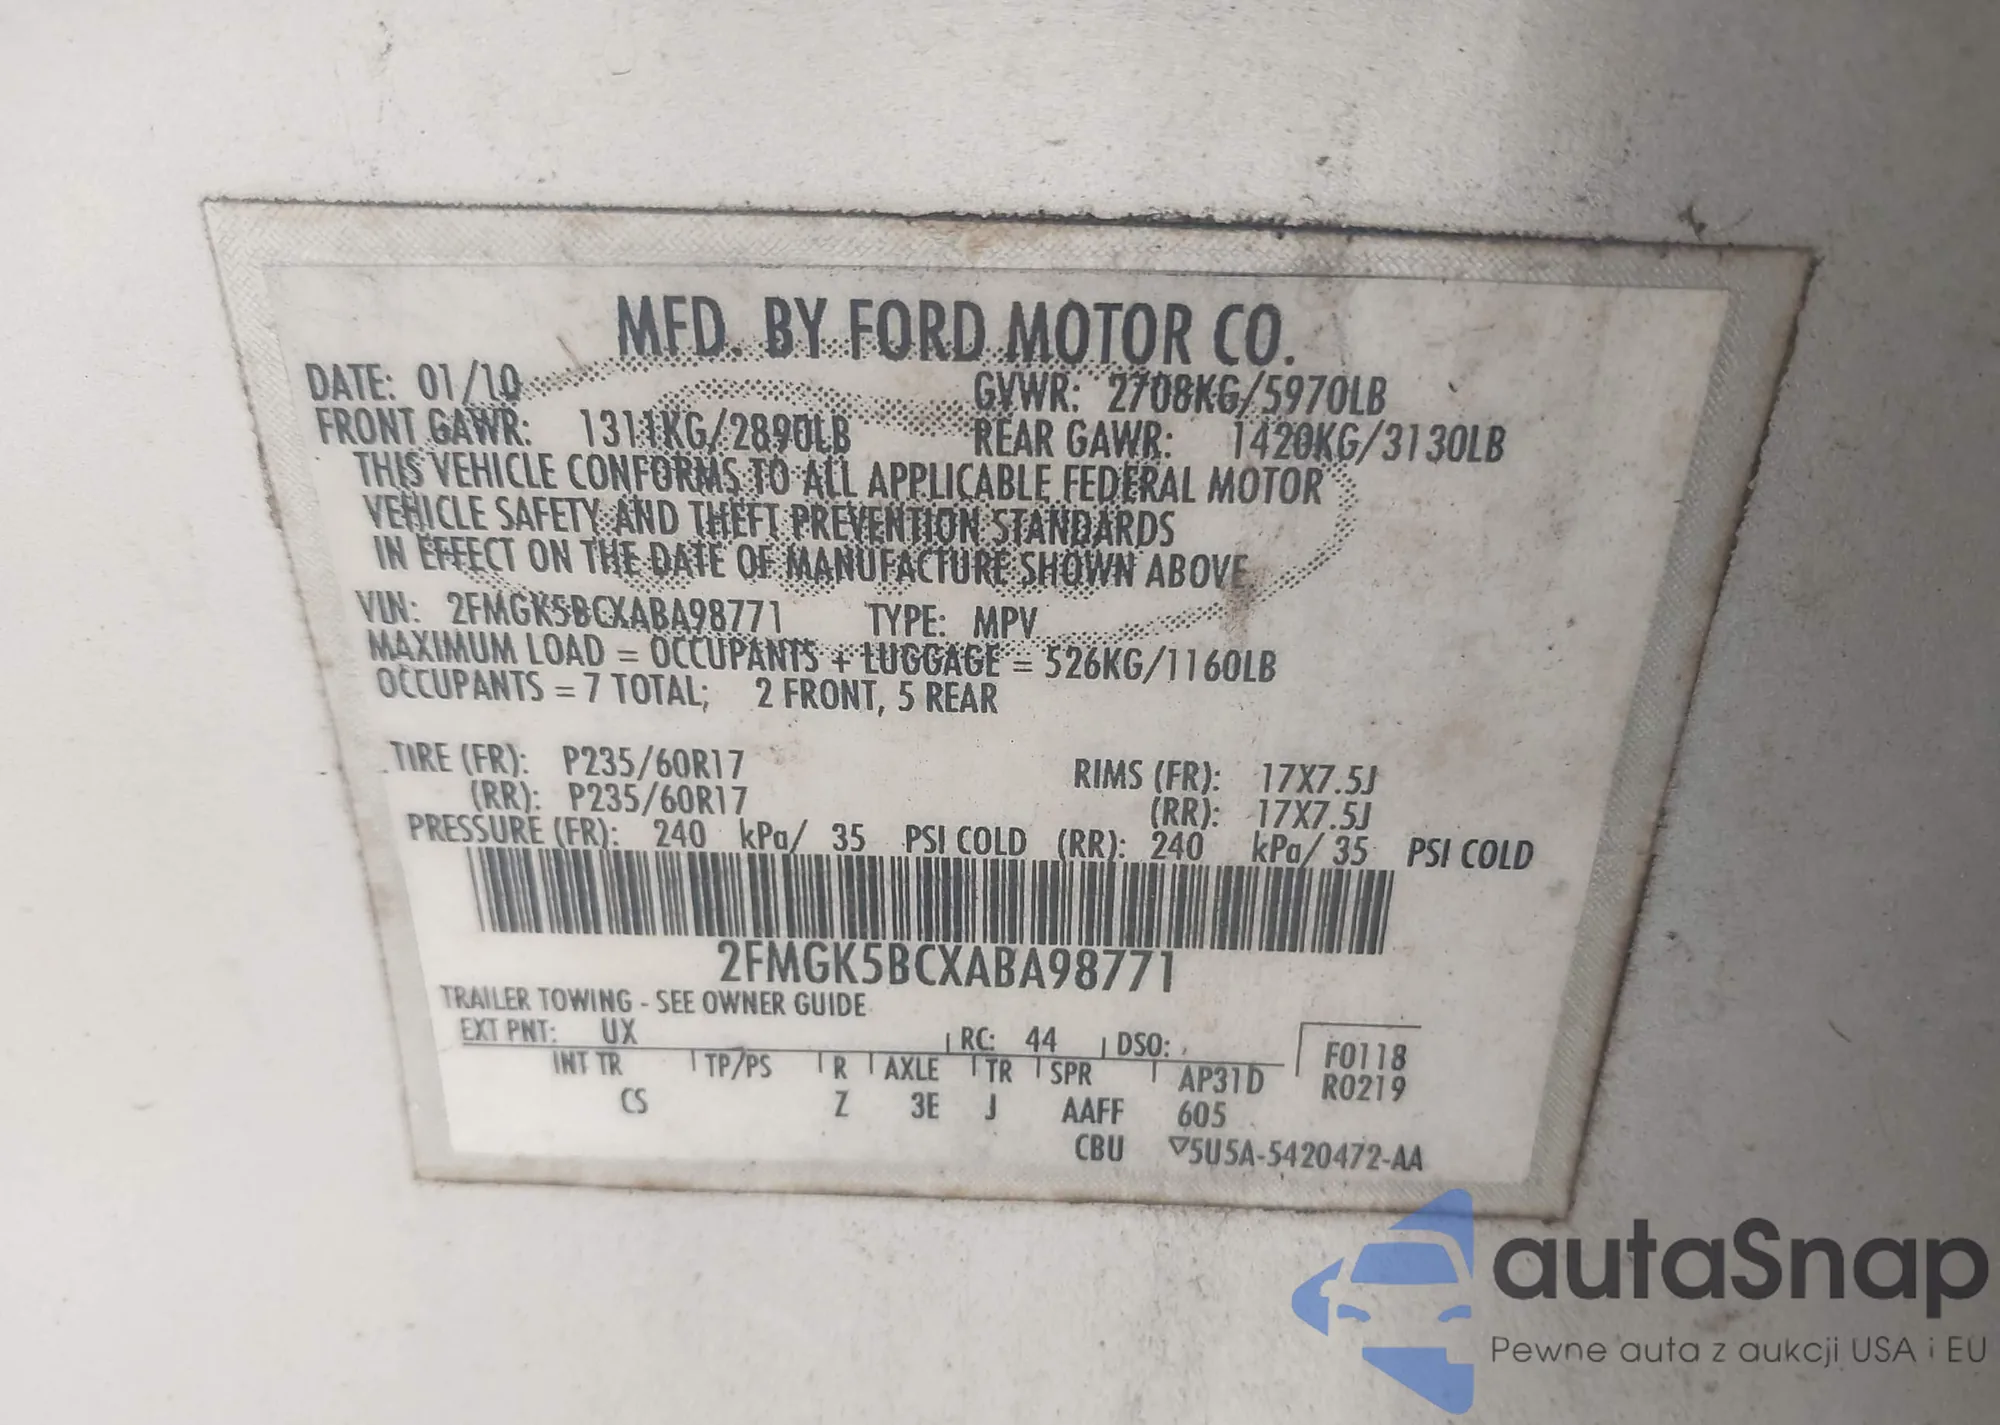 MFD. BY FORD MOTOR CO.
DATE: 01/10 GVWR: 2708KG/5970LB
FRONT GAWR: 1311KG/2890LB REAR GAWR: 1420KG/3130LB
THIS VEHICLE CONFORMS TO ALL APPLICABLE FEDERAL MOTOR
VEHICLE SAFETY AND THEFT PREVENTION STANDARDS
IN EFFECT ON THE DATE OF MANUFACTURE SHOWN ABOVE
VIN: 2FMGK5BCXABA98771 TYPE: MPV
MAXIMUM LOAD = OCCUPANTS + LUGGAGE = 526KG/1160LB
OCCUPANTS = 7 TOTAL; 2 FRONT, 5 REAR
TIRE (FR): P235/60R17 RIMS (FR): 17X7.5J
(RR): P235/60R17 (RR): 17X7.5J
PRESSURE (FR): 240 kPa/ 35 PSI COLD (RR): 240 kPa/ 35 PSI COLD
2FMGK5BCXABA98771
TRAILER TOWING - SEE OWNER GUIDE
EXT PNT: UX RC: 44 DSO: F0118
INT TR TP/PS R AXLE TR SPR AP31D R0219
CS Z 3E J AAFF 605
CBU ▽5U5A-5420472-AA
autaSnap
Pewne auta z aukcji USA i EU